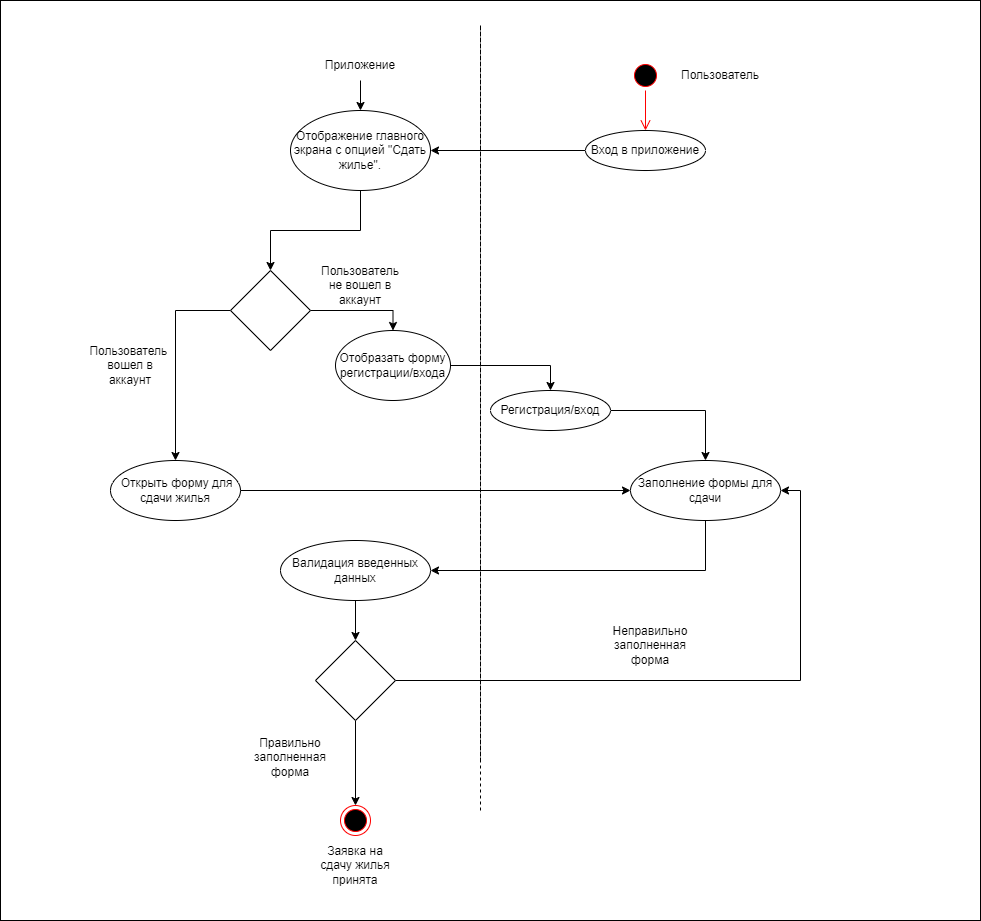 Приложение
Пользователь
Отображение главного
экрана с опцией "Сдать
жилье".
Вход в приложение
Пользователь
не вошел в
аккаунт
Пользователь
вошел в
аккаунт
Отобразать форму
регистрации/входа
Регистрация/вход
Открыть форму для
сдачи жилья
Заполнение формы для
сдачи
Валидация введенных
данных
Неправильно
заполненная
форма
Правильно
заполненная
форма
Заявка на
сдачу жилья
принята